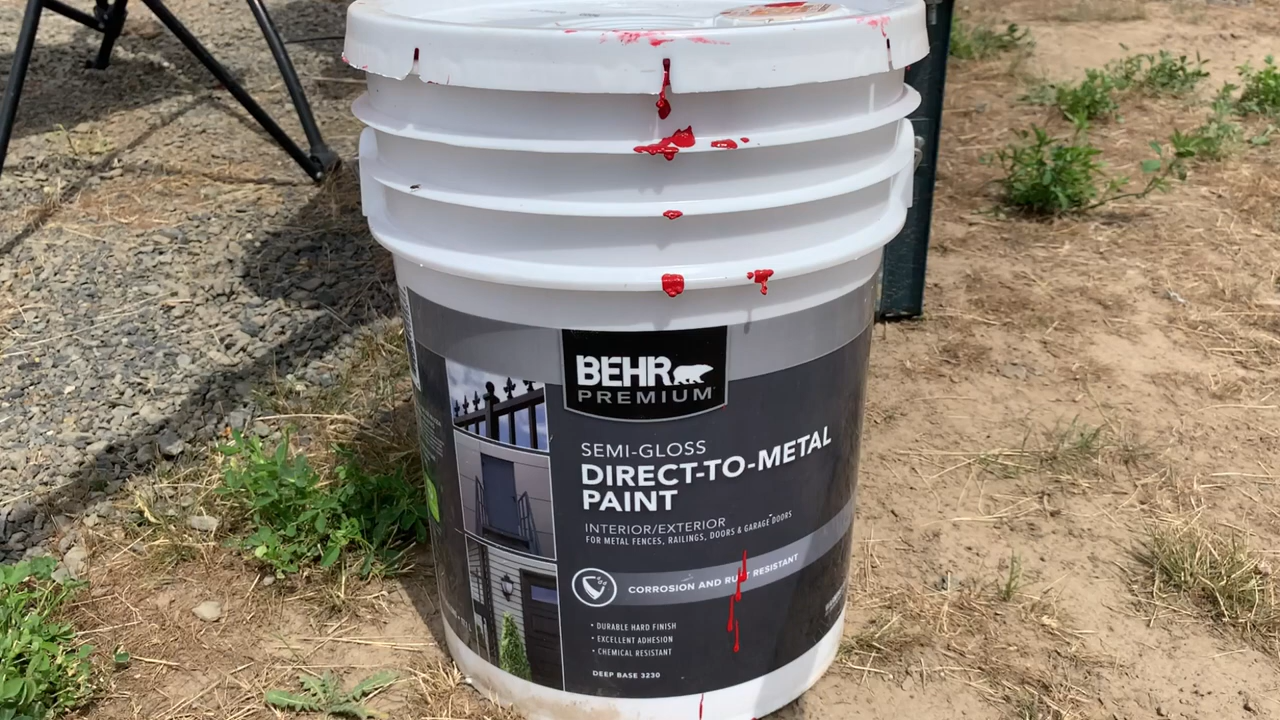 BEHR
PREMIUM
SEMI-GLOSS
DIRECT-TO-METAL
PAINT
INTERIOR/EXTERIOR
FOR METAL FENCES, RAILINGS, DOORS & GARAGE DOORS
CORROSION AND RUST RESISTANT
• DURABLE HARD FINISH
• EXCELLENT ADHESION
• CHEMICAL RESISTANT
DEEP BASE 3230